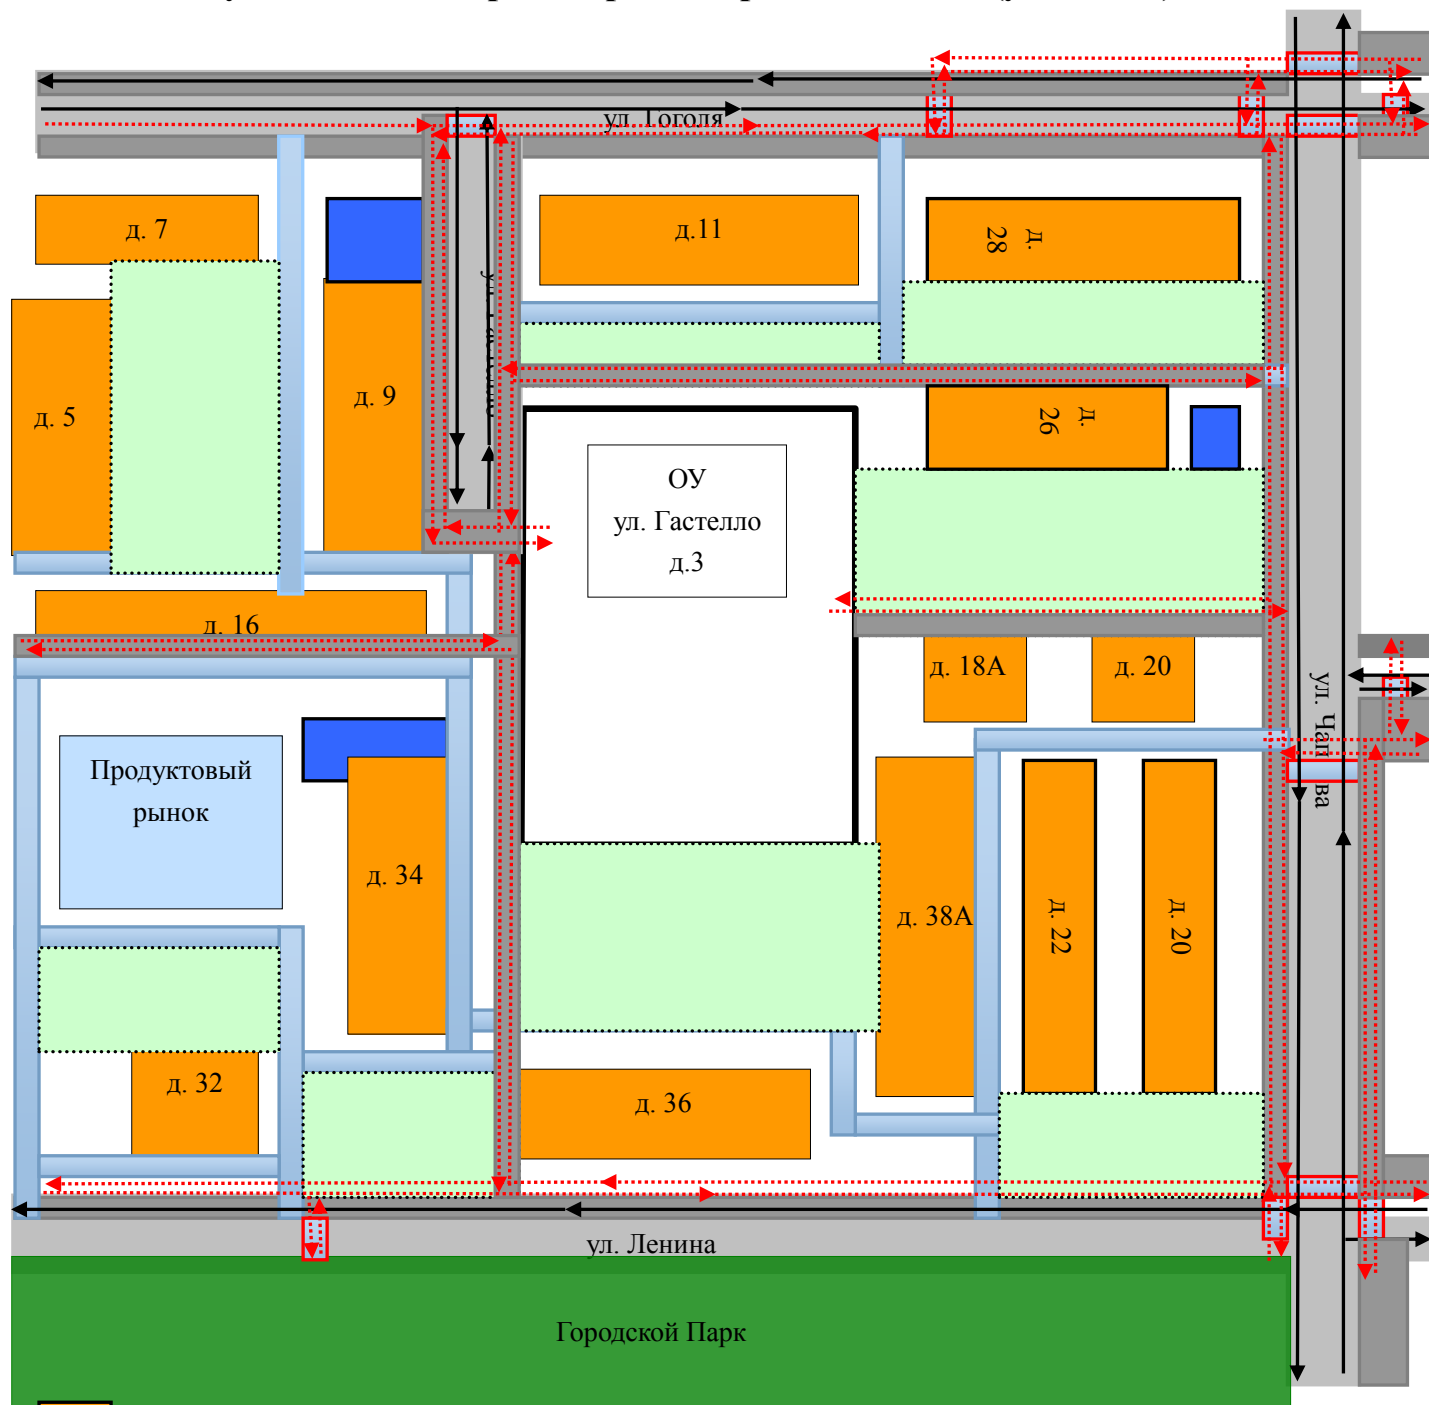 ул. Гоголя
д. 7
д.11
д.
28
д. 5
д. 9
д.
26
ОУ
ул. Гастелло
д.3
д. 16
д. 18А
д. 20
Продуктовый
рынок
д. 34
д. 38А
д. 22
д. 20
д. 32
д. 36
ул. Ленина
Городской Парк